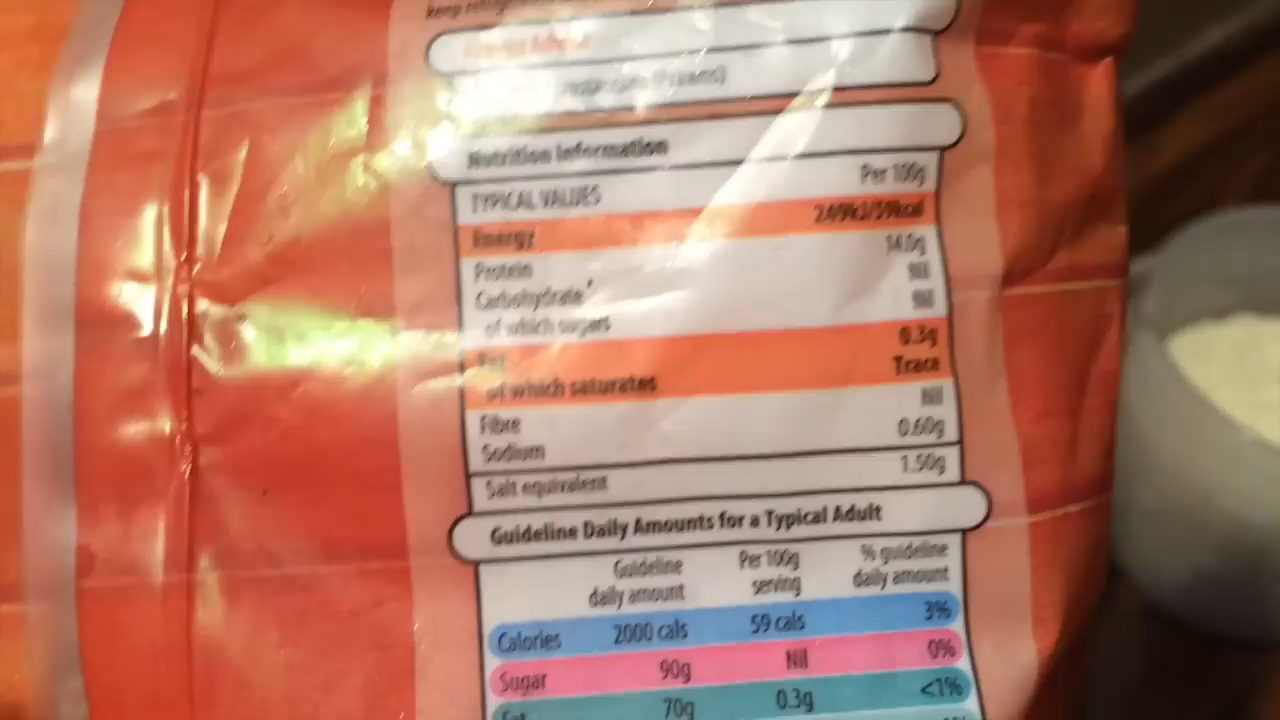 keep
(Prawns)
Nutrition Information
TYPICAL VALUES Per 100g
Energy 249kJ/59kcal
Protein 14.0g
Carbohydrate* Nil
of which sugars Nil
Fat 0.3g
of which saturates Trace
Fibre Nil
Sodium 0.60g
Salt equivalent 1.50g
Guideline Daily Amounts for a Typical Adult
Guideline daily amount Per 100g serving % guideline daily amount
Calories 2000 cals 59 cals 3%
Sugar 90g Nil 0%
Fat 70g 0.3g <1%